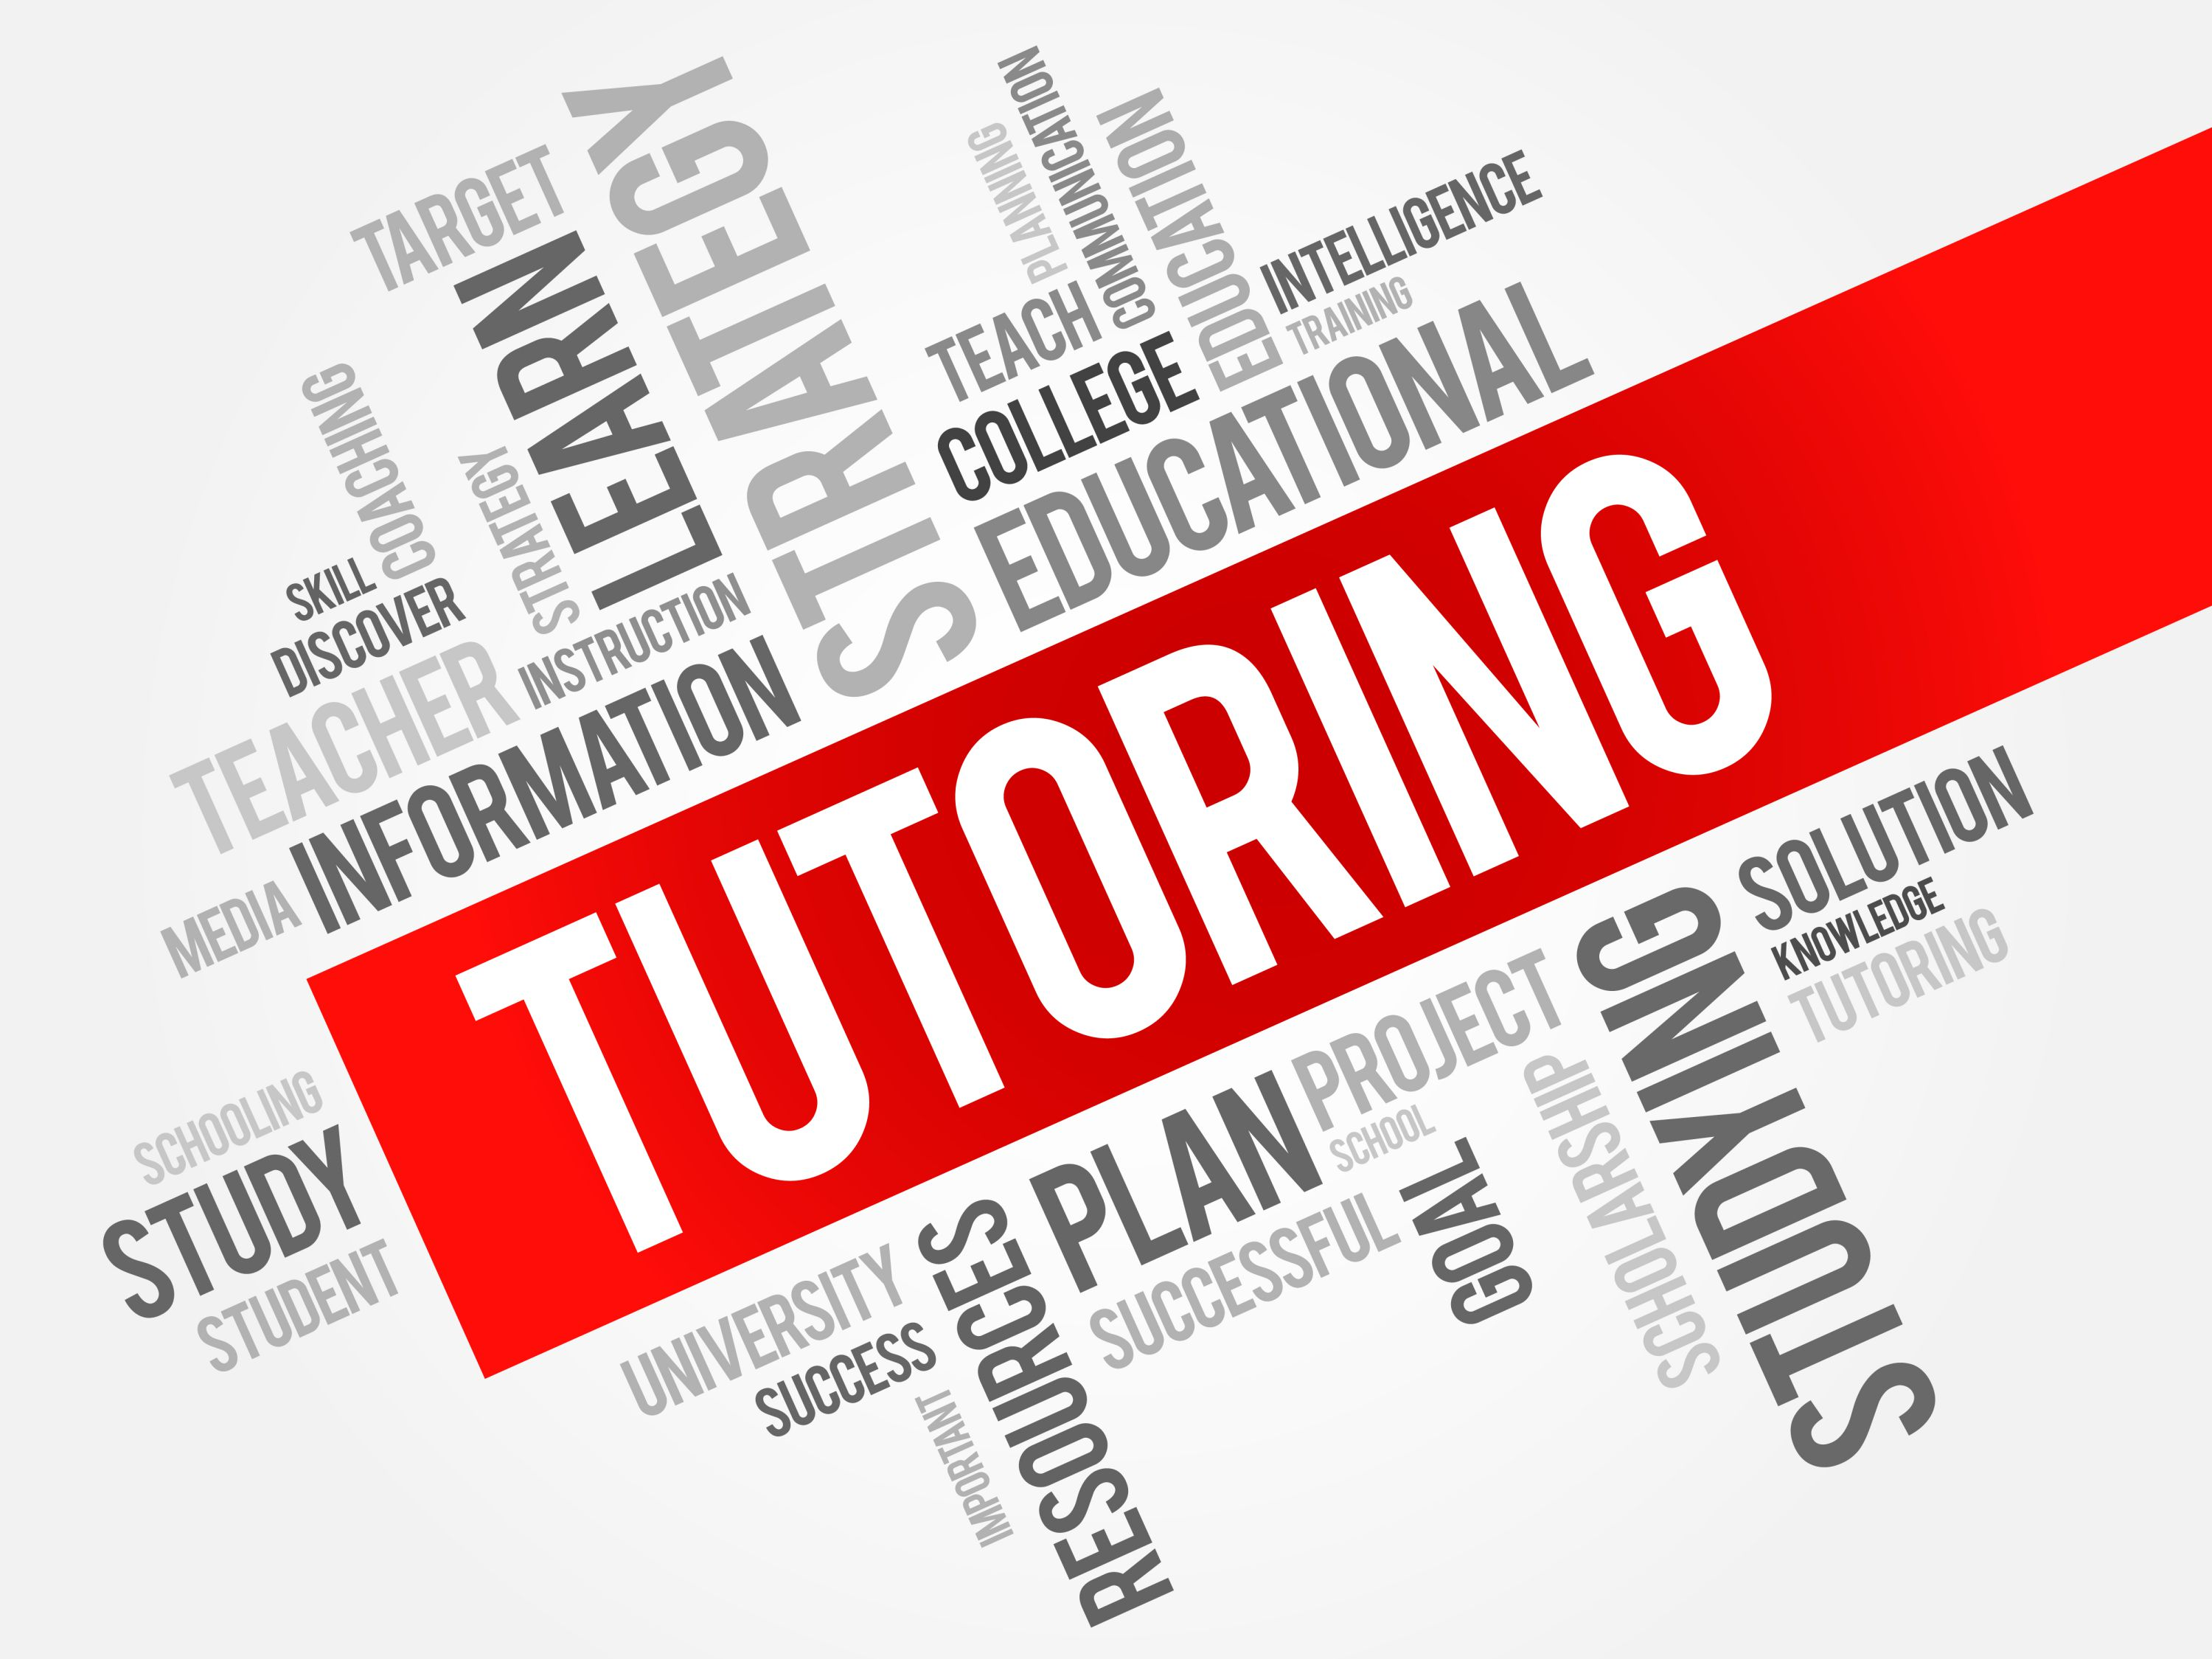 TARGET
LEARN
STRATEGY
COACHING
STRATEGY
SKILL
DISCOVER
TEACHER
INSTRUCTION
MEDIA
INFORMATION
PLANNING
COMMUNICATION
EDUCATION
TEACH
COLLEGE
INTELLIGENCE
TRAINING
EDUCATIONAL
TUTORING
SCHOOLING
STUDY
STUDENT
UNIVERSITY
SUCCESS
IMPORTANT
RESOURCES
PLAN
PROJECT
SCHOOL
SUCCESSFUL
GOAL
SCHOLARSHIP
STUDYING
SOLUTION
KNOWLEDGE
TUTORING